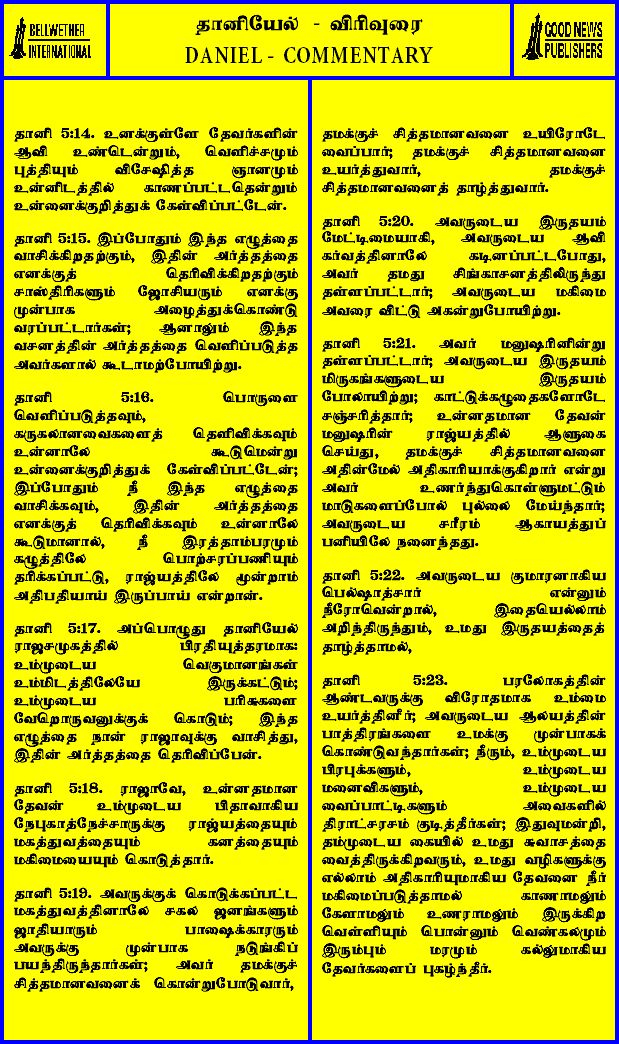 BELLWETHER
INTERNATIONAL
தானியேல் - விரிவுரை
DANIEL - COMMENTARY
GOOD NEWS
PUBLISHERS
தானி 5:14. உனக்குள்ளே தேவர்களின்
ஆவி உண்டென்றும், வெளிச்சமும்
புத்தியும் விசேஷித்த ஞானமும்
உன்னிடத்தில் காணப்பட்டதென்றும்
உன்னைக்குறித்துக் கேள்விப்பட்டேன்.
தானி 5:15. இப்போதும் இந்த எழுத்தை
வாசிக்கிறதற்கும், இதின் அர்த்தத்தை
எனக்குத் தெரிவிக்கிறதற்கும்
சாஸ்திரிகளும் ஜோசியரும் எனக்கு
முன்பாக அழைத்துக்கொண்டு
வரப்பட்டார்கள்; ஆனாலும் இந்த
வசனத்தின் அர்த்தத்தை வெளிப்படுத்த
அவர்களால் கூடாமற்போயிற்று.
தானி 5:16. பொருளை
வெளிப்படுத்தவும்,
கருகலானவைகளைத் தெளிவிக்கவும்
உன்னாலே கூடுமென்று
உன்னைக்குறித்துக் கேள்விப்பட்டேன்;
இப்போதும் நீ இந்த எழுத்தை
வாசிக்கவும், இதின் அர்த்தத்தை
எனக்குத் தெரிவிக்கவும் உன்னாலே
கூடுமானால், நீ இரத்தாம்பரமும்
கழுத்திலே பொற்சரப்பணியும்
தரிக்கப்பட்டு, ராஜ்யத்திலே மூன்றாம்
அதிபதியாய் இருப்பாய் என்றான்.
தானி 5:17. அப்பொழுது தானியேல்
ராஜசமுகத்தில் பிரதியுத்தரமாக:
உம்முடைய வெகுமானங்கள்
உம்மிடத்திலேயே இருக்கட்டும்;
உம்முடைய பரிசுகளை
வேறொருவனுக்குக் கொடும்; இந்த
எழுத்தை நான் ராஜாவுக்கு வாசித்து,
இதின் அர்த்தத்தை தெரிவிப்பேன்.
தானி 5:18. ராஜாவே, உன்னதமான
தேவன் உம்முடைய பிதாவாகிய
நேபுகாத்நேச்சாருக்கு ராஜ்யத்தையும்
மகத்துவத்தையும் கனத்தையும்
மகிமையையும் கொடுத்தார்.
தானி 5:19. அவருக்குக் கொடுக்கப்பட்ட
மகத்துவத்தினாலே சகல ஜனங்களும்
ஜாதியாரும் பாஷைக்காரரும்
அவருக்கு முன்பாக நடுங்கிப்
பயந்திருந்தார்கள்; அவர் தமக்குச்
சித்தமானவனைக் கொன்றுபோடுவார்,
தமக்குச் சித்தமானவனை உயிரோடே
வைப்பார்; தமக்குச் சித்தமானவனை
உயர்த்துவார், தமக்குச்
சித்தமானவனைத் தாழ்த்துவார்.
தானி 5:20. அவருடைய இருதயம்
மேட்டிமையாகி, அவருடைய ஆவி
கர்வத்தினாலே கடினப்பட்டபோது,
அவர் தமது சிங்காசனத்திலிருந்து
தள்ளப்பட்டார்; அவருடைய மகிமை
அவரை விட்டு அகன்றுபோயிற்று.
தானி 5:21. அவர் மனுஷரினின்று
தள்ளப்பட்டார்; அவருடைய இருதயம்
மிருகங்களுடைய இருதயம்
போலாயிற்று; காட்டுக்கழுதைகளோடே
சஞ்சரித்தார்; உன்னதமான தேவன்
மனுஷரின் ராஜ்யத்தில் ஆளுகை
செய்து, தமக்குச் சித்தமானவனை
அதின்மேல் அதிகாரியாக்குகிறார் என்று
அவர் உணர்ந்துகொள்ளுமட்டும்
மாடுகளைப்போல் புல்லை மேய்ந்தார்;
அவருடைய சரீரம் ஆகாயத்துப்
பனியிலே நனைந்தது.
தானி 5:22. அவருடைய குமாரனாகிய
பெல்ஷாத்சார் என்னும்
நீரோவென்றால், இதையெல்லாம்
அறிந்திருந்தும், உமது இருதயத்தைத்
தாழ்த்தாமல்,
தானி 5:23. பரலோகத்தின்
ஆண்டவருக்கு விரோதமாக உம்மை
உயர்த்தினீர்; அவருடைய ஆலயத்தின்
பாத்திரங்களை உமக்கு முன்பாகக்
கொண்டுவந்தார்கள்; நீரும், உம்முடைய
பிரபுக்களும், உம்முடைய
மனைவிகளும், உம்முடைய
வைப்பாட்டிகளும் அவைகளில்
திராட்சரசம் குடித்தீர்கள்; இதுவுமன்றி,
தம்முடைய கையில் உமது சுவாசத்தை
வைத்திருக்கிறவரும், உமது வழிகளுக்கு
எல்லாம் அதிகாரியுமாகிய தேவனை நீர்
மகிமைப்படுத்தாமல் காணாமலும்
கேளாமலும் உணராமலும் இருக்கிற
வெள்ளியும் பொன்னும் வெண்கலமும்
இரும்பும் மரமும் கல்லுமாகிய
தேவர்களைப் புகழ்ந்தீர்.